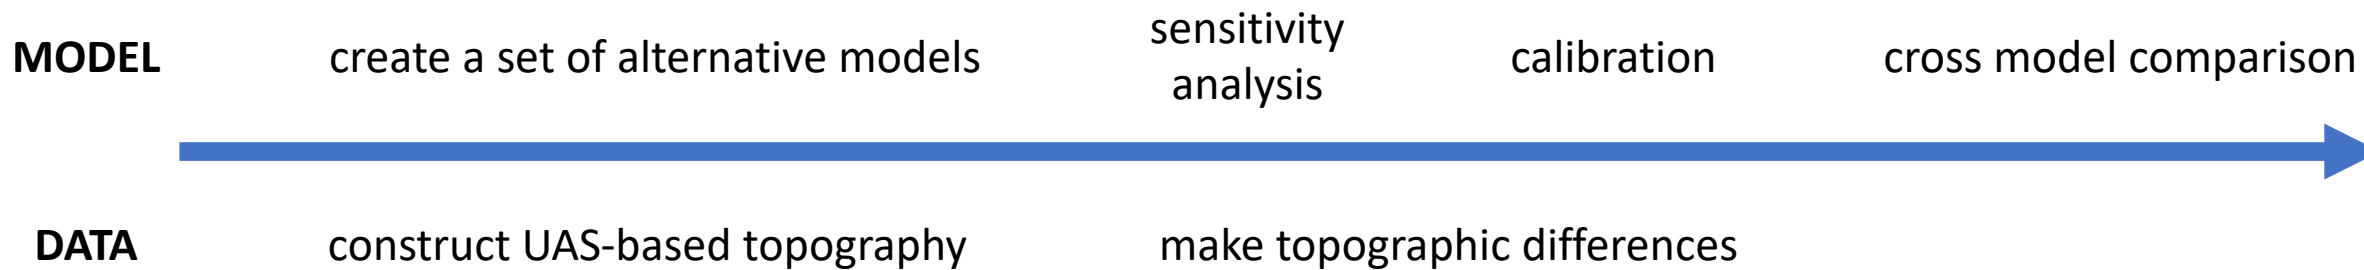 MODEL
create a set of alternative models
sensitivity
analysis
calibration
cross model comparison
DATA
construct UAS-based topography
make topographic differences